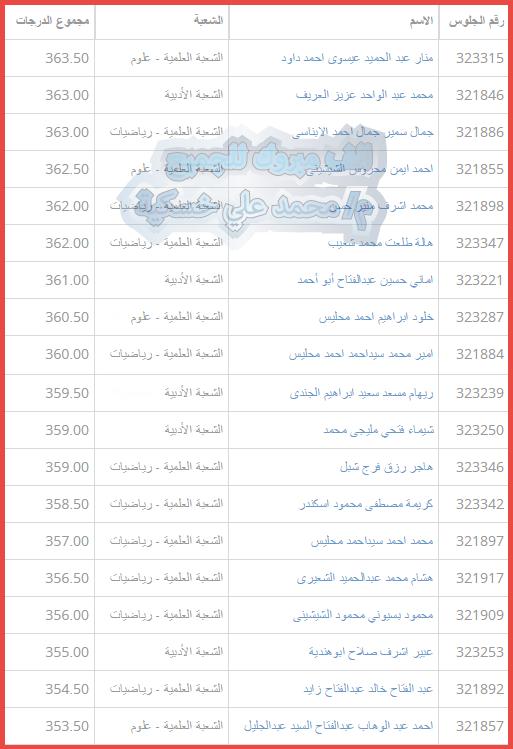 رقم الجلوس الاسم الشعبة مجموع الدرجات
323315 منار عبد الحميد عيسوى احمد داود الشعبة العلمية - علوم 363.50
321846 محمد عبد الواحد عزيز العريف الشعبة الأدبية 363.00
321886 جمال سمير جمال احمد الابناسى الشعبة العلمية - رياضيات 363.00
الف مبروك للجميع
321855 احمد ايمن محروس الشيشينى الشعبة العلمية - علوم 362.50
321898 محمد اشرف منير حسن الشعبة العلمية - رياضيات 362.00
م/ محمد علي خشكية
323347 هالة طلعت محمد شعيب الشعبة العلمية - رياضيات 362.00
323221 امانى حسين عبدالفتاح أبو أحمد الشعبة الأدبية 361.00
323287 خلود ابراهيم احمد محليس الشعبة العلمية - علوم 360.50
321884 امير محمد سيداحمد احمد محليس الشعبة العلمية - رياضيات 360.00
323239 ريهام مسعد سعيد ابراهيم الجندى الشعبة الأدبية 359.50
323250 شيماء فتحي مليجى محمد الشعبة الأدبية 359.00
323346 هاجر رزق فرج شبل الشعبة العلمية - رياضيات 359.00
323342 كريمة مصطفى محمود اسكندر الشعبة العلمية - رياضيات 358.50
321897 محمد احمد سيداحمد محليس الشعبة العلمية - رياضيات 357.00
321917 هشام محمد عبدالحميد الشعيرى الشعبة العلمية - رياضيات 356.50
321909 محمود بسيوني محمود الشيشينى الشعبة العلمية - رياضيات 356.00
323253 عبير اشرف صلاح ابوهندية الشعبة الأدبية 355.00
321892 عبد الفتاح خالد عبدالفتاح زايد الشعبة العلمية - رياضيات 354.50
321857 احمد عبد الوهاب عبدالفتاح السيد عبدالجليل الشعبة العلمية - علوم 353.50